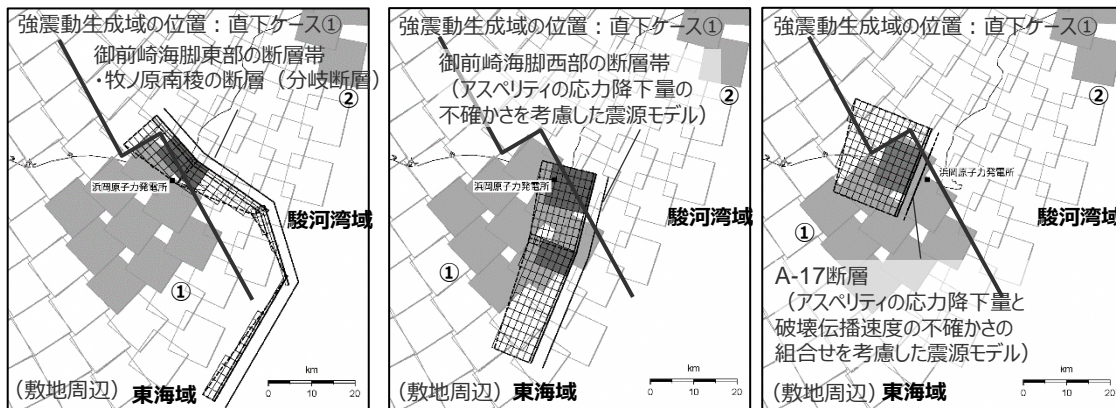 強震動生成域の位置：直下ケース①
御前崎海脚東部の断層帯
・牧ノ原南稜の断層（分岐断層）
②
浜岡原子力発電所
駿河湾域
①
km
0 10 20
（敷地周辺）
東海域
強震動生成域の位置：直下ケース①
御前崎海脚西部の断層帯
（アスペリティの応力降下量の
不確かさを考慮した震源モデル）
②
浜岡原子力発電所
駿河湾域
①
km
0 10 20
（敷地周辺）
東海域
強震動生成域の位置：直下ケース①
②
浜岡原子力発電所
駿河湾域
①
A-17断層
（アスペリティの応力降下量と
破壊伝播速度の不確かさの
組合せを考慮した震源モデル）
km
0 10 20
（敷地周辺）
東海域